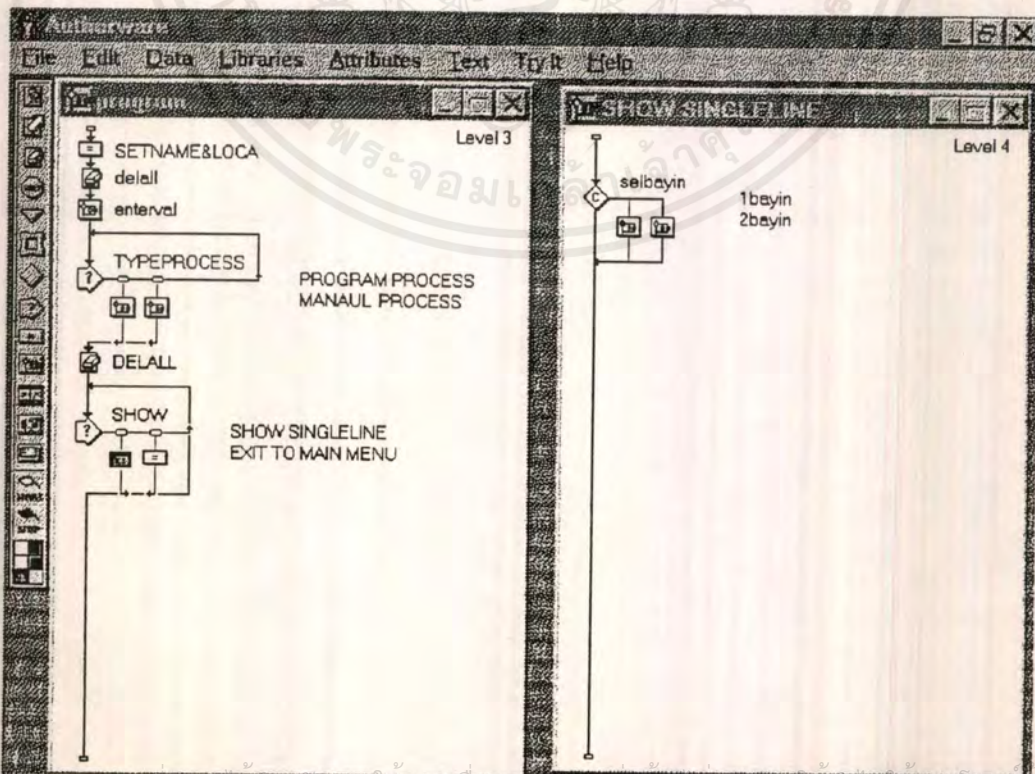 Authorware
File Edit Data Libraries Attributes Text Try It Help
program
Level 3
SETNAME&LOCA
delall
enterval
TYPEPROCESS
PROGRAM PROCESS
MANAUL PROCESS
DELALL
SHOW
SHOW SINGLELINE
EXIT TO MAIN MENU
SHOW SINGLELINE
Level 4
selbayin
1bayin
2bayin